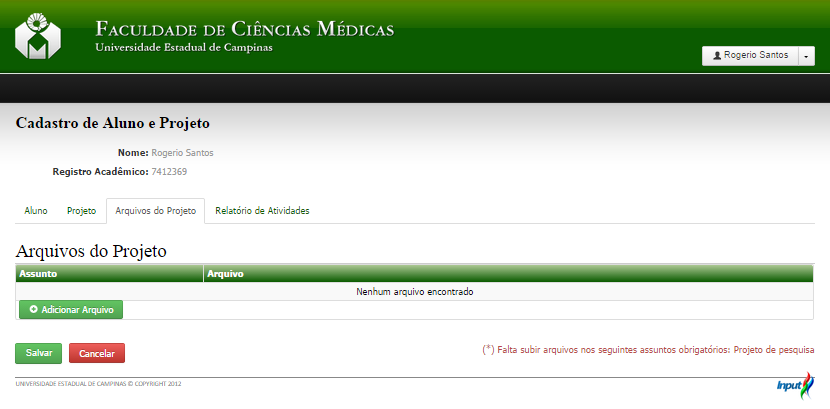 FACULDADE DE CIÊNCIAS MÉDICAS
Universidade Estadual de Campinas
Rogerio Santos
Cadastro de Aluno e Projeto
Nome: Rogerio Santos
Registro Acadêmico: 7412369
Aluno Projeto Arquivos do Projeto Relatório de Atividades
Arquivos do Projeto
Assunto Arquivo
Nenhum arquivo encontrado
Adicionar Arquivo
Salvar Cancelar (*) Falta subir arquivos nos seguintes assuntos obrigatórios: Projeto de pesquisa
UNIVERSIDADE ESTADUAL DE CAMPINAS © COPYRIGHT 2012 Input